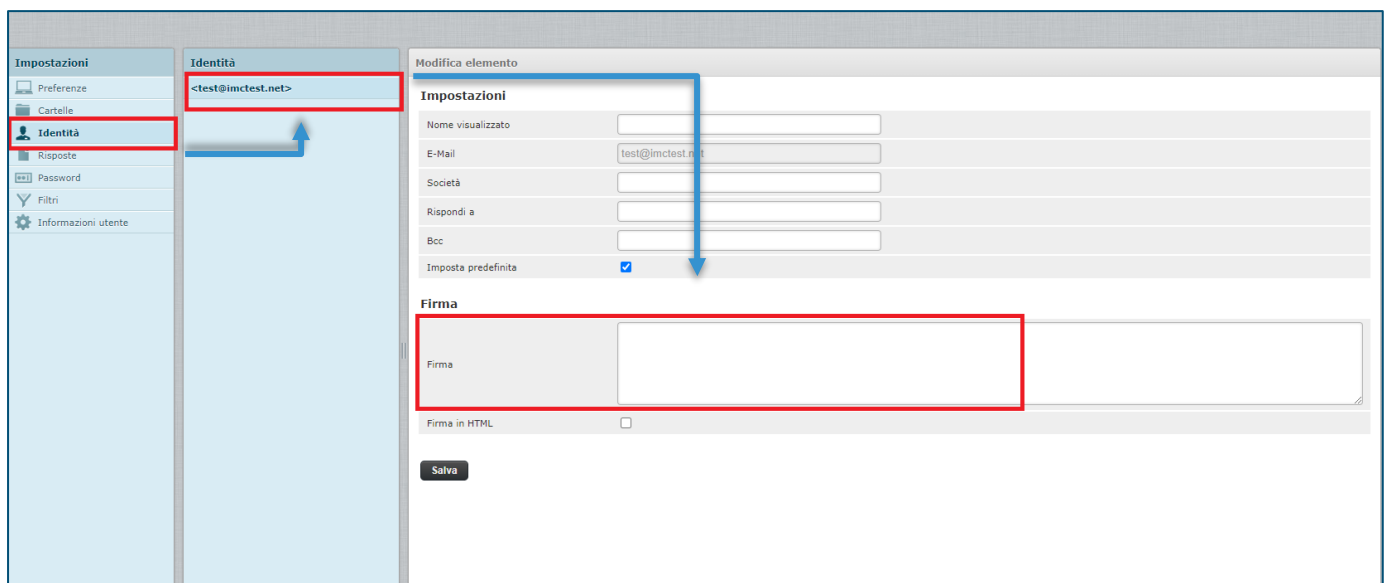 Impostazioni
Preferenze
Cartelle
Identità
Risposte
Password
Filtri
Informazioni utente
Identità
<test@imctest.net>
Modifica elemento
Impostazioni
Nome visualizzato
E-Mail test@imctest.net
Società
Rispondi a
Bcc
Imposta predefinita
Firma
Firma
Firma in HTML
Salva